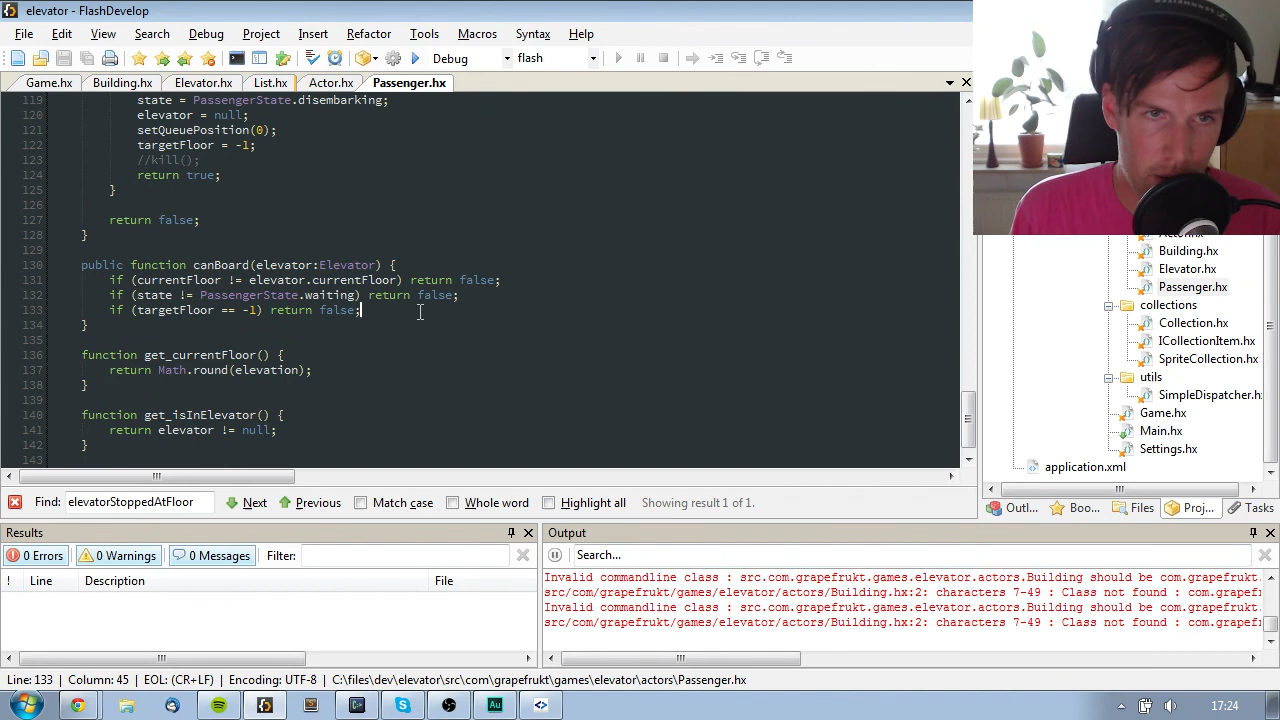 elevator - FlashDevelop
File Edit View Search Debug Project Insert Refactor Tools Macros Syntax Help
Debug flash
Game.hx Building.hx Elevator.hx List.hx Actor.hx Passenger.hx
119 state = PassengerState.disembarking;
120 elevator = null;
121 setQueuePosition(0);
122 targetFloor = -1;
123 //kill();
124 return true;
125 }
126
127 return false;
128 }
129
130 public function canBoard(elevator:Elevator) {
131 if (currentFloor != elevator.currentFloor) return false;
132 if (state != PassengerState.waiting) return false;
133 if (targetFloor == -1) return false;
134 }
135
136 function get_currentFloor() {
137 return Math.round(elevation);
138 }
139
140 function get_isInElevator() {
141 return elevator != null;
142 }
143
Building.hx
Elevator.hx
Passenger.hx
collections
Collection.hx
ICollectionItem.hx
SpriteCollection.hx
utils
SimpleDispatcher.h
Game.hx
Main.hx
Settings.hx
application.xml
Outl... Boo... Files Proj... Tasks
Find: elevatorStoppedAtFloor Next Previous Match case Whole word Highlight all Showing result 1 of 1.
Results
0 Errors 0 Warnings 0 Messages Filter:
! Line Description File
Output
Search...
Invalid commandline class : src.com.grapefrukt.games.elevator.actors.Building should be com.grapefrukt.
src/com/grapefrukt/games/elevator/actors/Building.hx:2: characters 7-49 : Class not found : com.grapef
Invalid commandline class : src.com.grapefrukt.games.elevator.actors.Building should be com.grapefrukt.
src/com/grapefrukt/games/elevator/actors/Building.hx:2: characters 7-49 : Class not found : com.grapef
Line: 133 Column: 45 EOL: (CR+LF) Encoding: UTF-8 C:\files\dev\elevator\src\com\grapefrukt\games\elevator\actors\Passenger.hx
Au
17:24